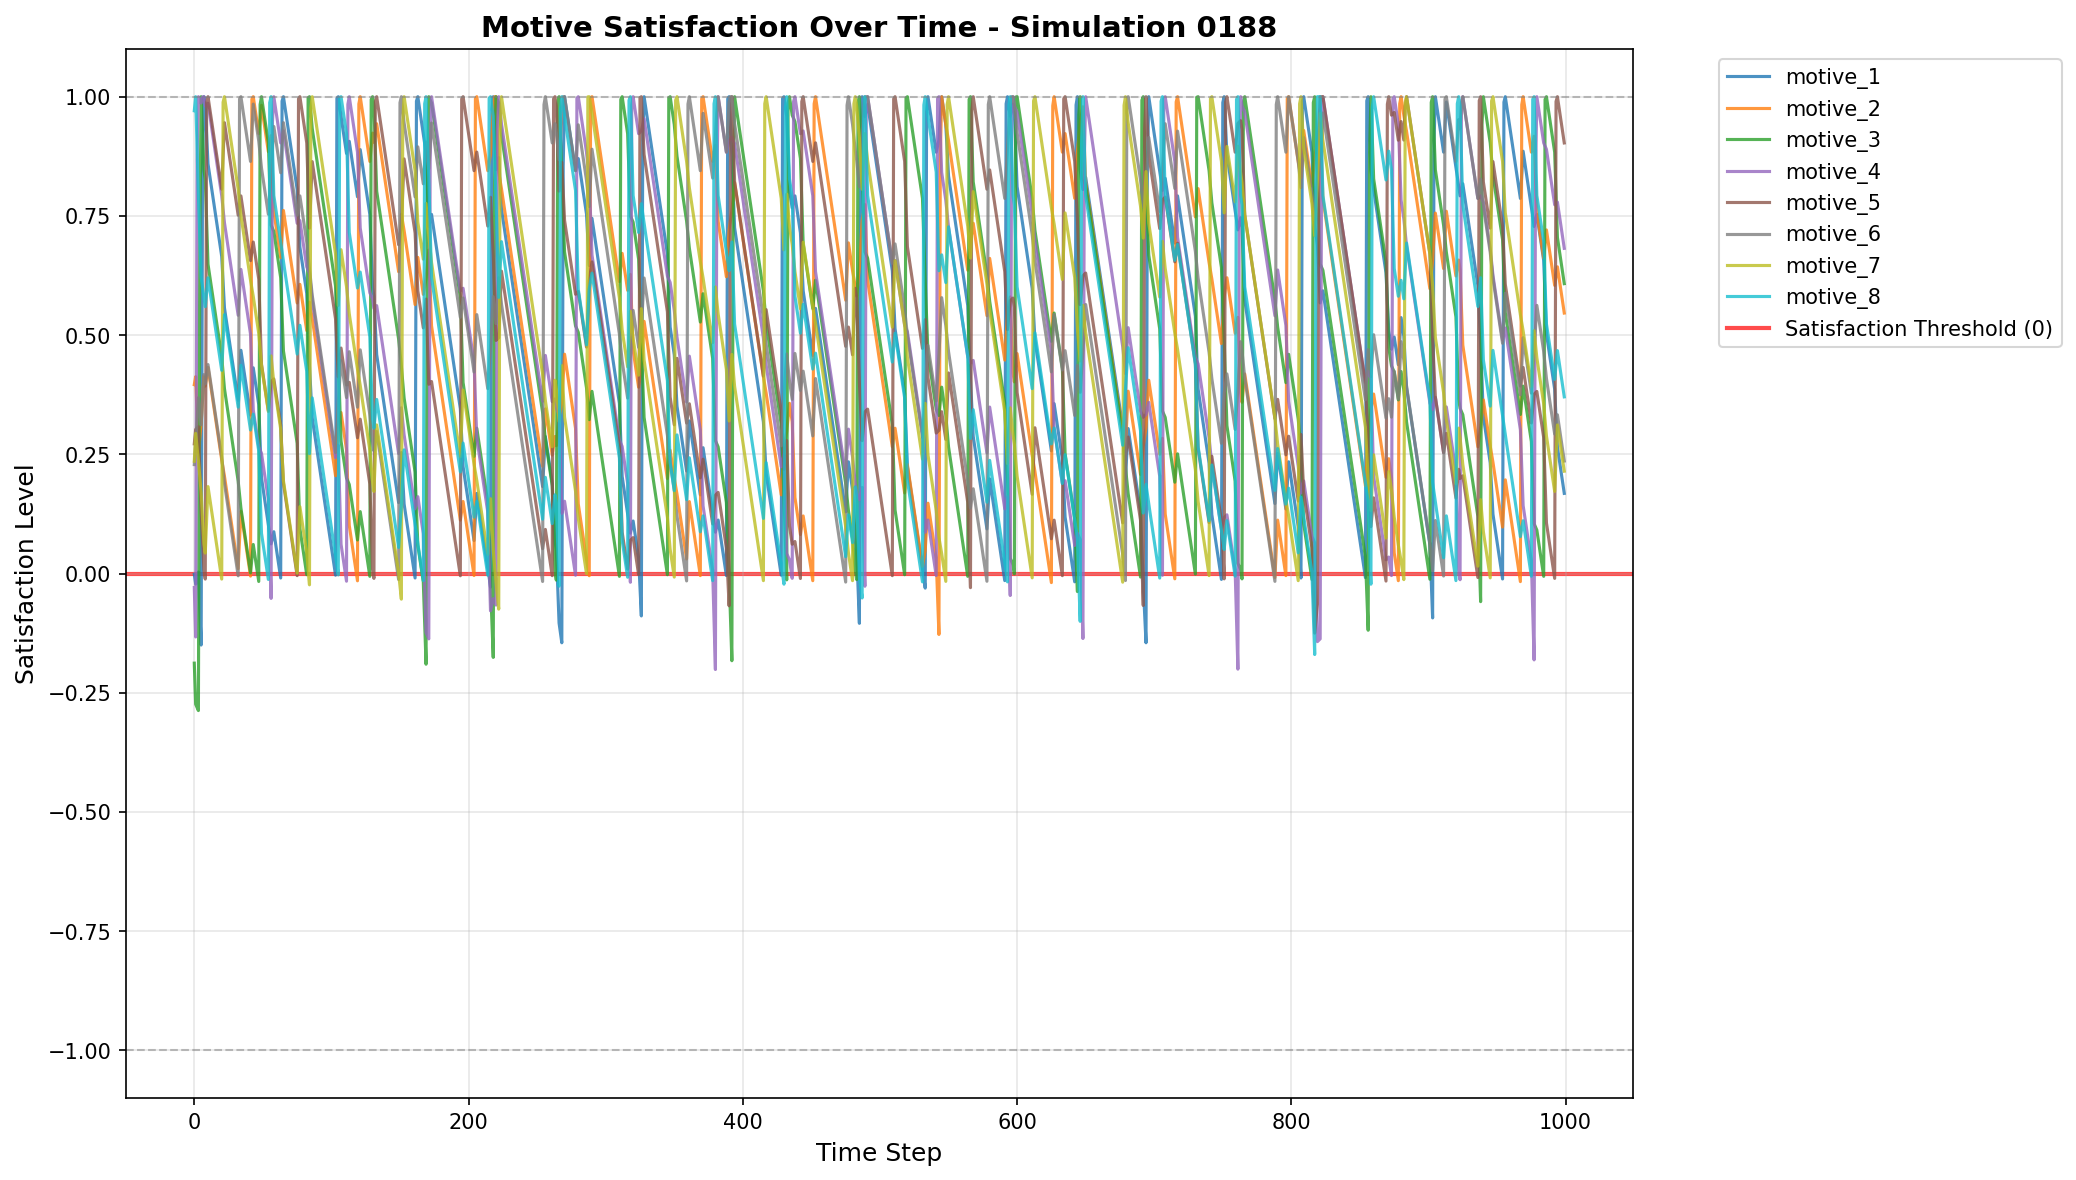 Motive Satisfaction Over Time - Simulation 0188
Satisfaction Level
1.00
0.75
0.50
0.25
0.00
−0.25
−0.50
−0.75
−1.00
0
200
400
600
800
1000
Time Step
motive_1
motive_2
motive_3
motive_4
motive_5
motive_6
motive_7
motive_8
Satisfaction Threshold (0)